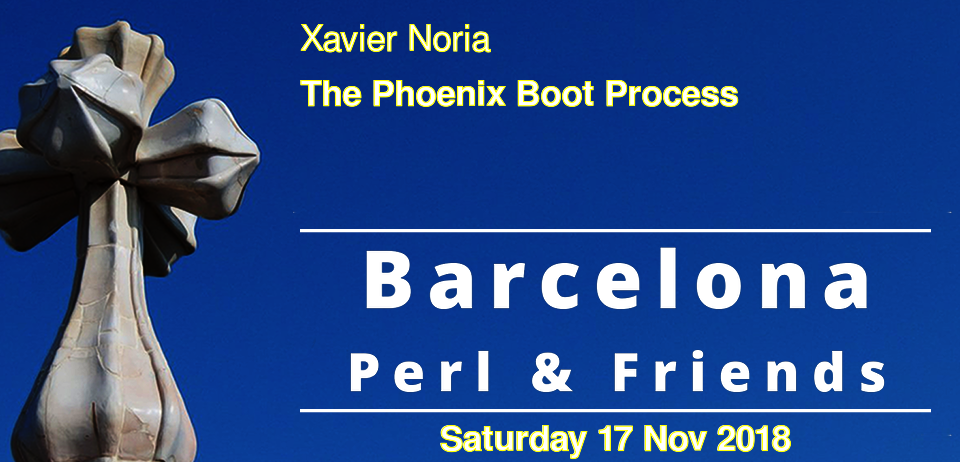 Xavier Noria
The Phoenix Boot Process
Barcelona
Perl & Friends
Saturday 17 Nov 2018